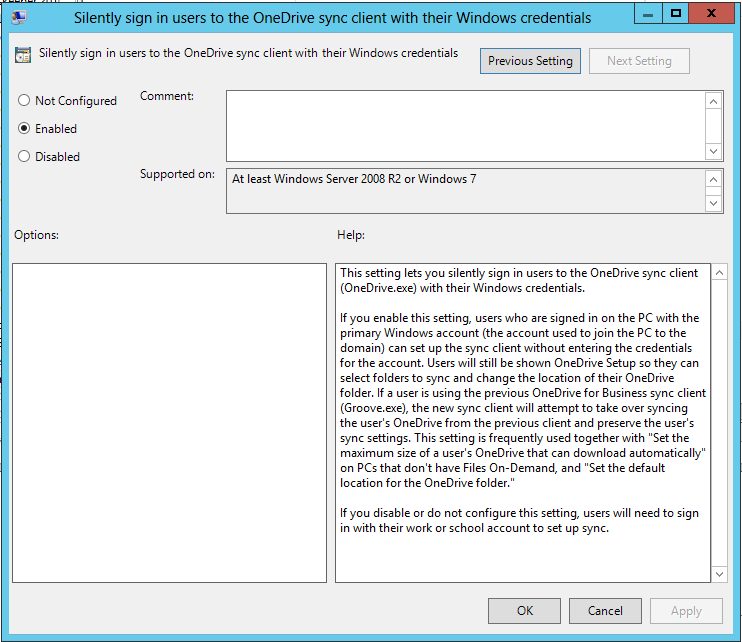 Silently sign in users to the OneDrive sync client with their Windows credentials
Silently sign in users to the OneDrive sync client with their Windows credentials
Previous Setting
Next Setting
Not Configured
Comment:
Enabled
Disabled
Supported on:
At least Windows Server 2008 R2 or Windows 7
Options:
Help:
This setting lets you silently sign in users to the OneDrive sync client
(OneDrive.exe) with their Windows credentials.
If you enable this setting, users who are signed in on the PC with the
primary Windows account (the account used to join the PC to the
domain) can set up the sync client without entering the credentials
for the account. Users will still be shown OneDrive Setup so they can
select folders to sync and change the location of their OneDrive
folder. If a user is using the previous OneDrive for Business sync client
(Groove.exe), the new sync client will attempt to take over syncing
the user's OneDrive from the previous client and preserve the user's
sync settings. This setting is frequently used together with "Set the
maximum size of a user's OneDrive that can download automatically"
on PCs that don't have Files On-Demand, and "Set the default
location for the OneDrive folder."
If you disable or do not configure this setting, users will need to sign
in with their work or school account to set up sync.
OK
Cancel
Apply